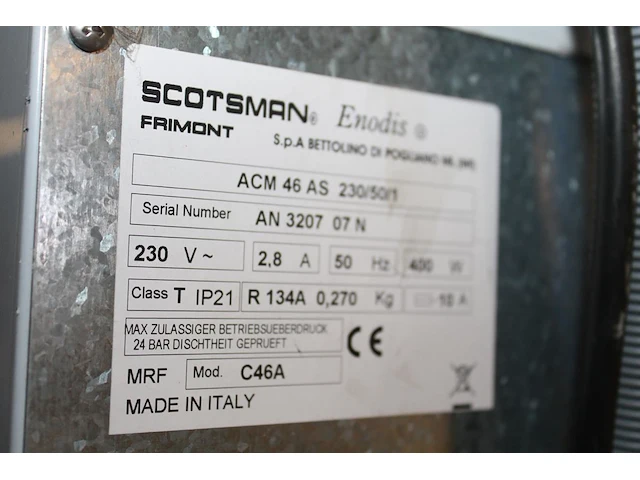 SCOTSMAN® Enodis ®
FRIMONT
S.p.A BETTOLINO DI POGLIANO MI. (MI)
ACM 46 AS 230/50/1
Serial Number AN 3207 07 N
230 V ~ 2,8 A 50 Hz 400 W
Class T IP21 R 134A 0,270 Kg 10 A
MAX ZULASSIGER BETRIEBSUEBERDRUCK
24 BAR DISCHTHEIT GEPRUEFT CE
MRF Mod. C46A
MADE IN ITALY